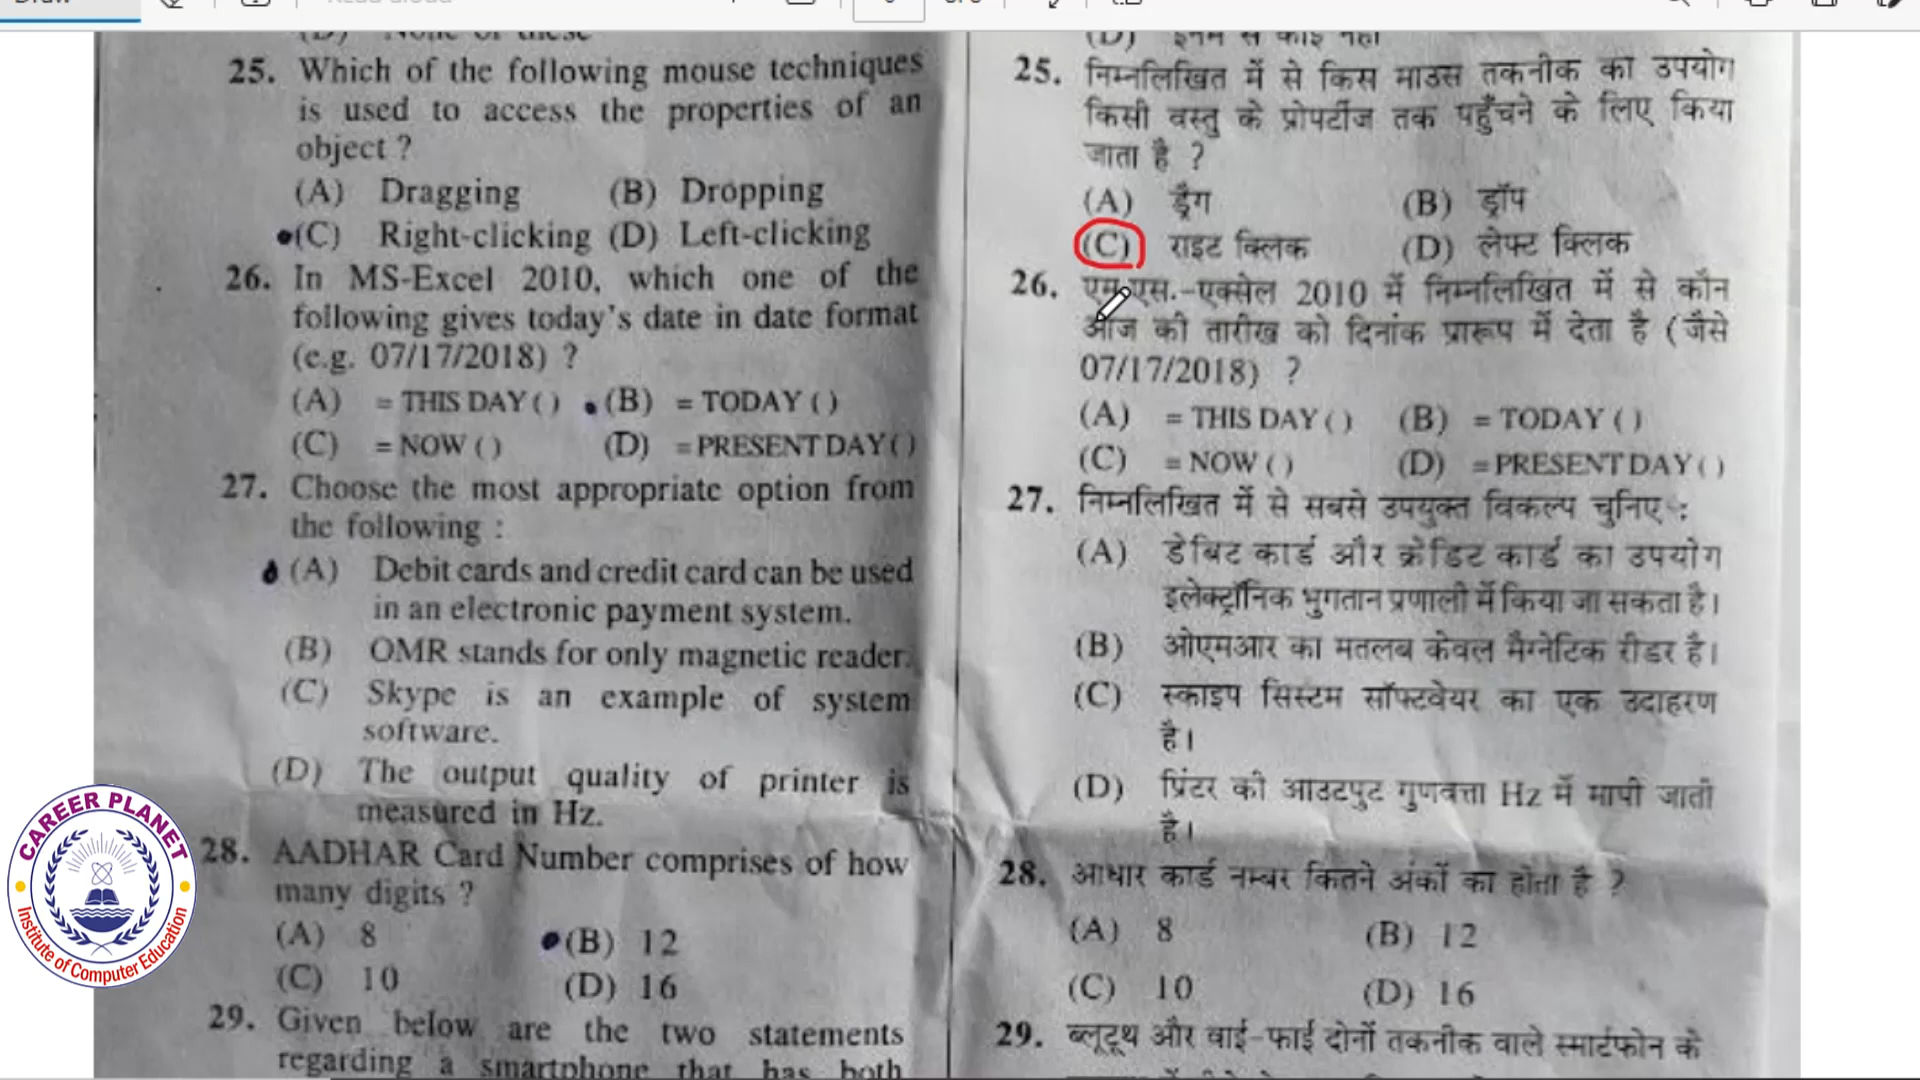 25. Which of the following mouse techniques
is used to access the properties of an
object ?
(A) Dragging (B) Dropping
(C) Right-clicking (D) Left-clicking
26. In MS-Excel 2010, which one of the
following gives today's date in date format
(e.g. 07/17/2018) ?
(A) = THIS DAY ( ) (B) = TODAY ( )
(C) = NOW ( ) (D) = PRESENT DAY ( )
27. Choose the most appropriate option from
the following :
(A) Debit cards and credit card can be used
in an electronic payment system.
(B) OMR stands for only magnetic reader.
(C) Skype is an example of system
software.
(D) The output quality of printer is
measured in Hz.
28. AADHAR Card Number comprises of how
many digits ?
(A) 8 (B) 12
(C) 10 (D) 16
29. Given below are the two statements
regarding a smartphone that has both
(D) इनमें से कोई नहीं
25. निम्नलिखित में से किस माउस तकनीक का उपयोग
किसी वस्तु के प्रोपर्टीज तक पहुँचने के लिए किया
जाता है ?
(A) ड्रैग (B) ड्रॉप
(C) राइट क्लिक (D) लेफ्ट क्लिक
26. एम.एस.-एक्सेल 2010 में निम्नलिखित में से कौन
आज की तारीख को दिनांक प्रारूप में देता है (जैसे
07/17/2018) ?
(A) = THIS DAY ( ) (B) = TODAY ( )
(C) = NOW ( ) (D) = PRESENT DAY ( )
27. निम्नलिखित में से सबसे उपयुक्त विकल्प चुनिए :
(A) डेबिट कार्ड और क्रेडिट कार्ड का उपयोग
इलेक्ट्रॉनिक भुगतान प्रणाली में किया जा सकता है।
(B) ओएमआर का मतलब केवल मैग्नेटिक रीडर है।
(C) स्काइप सिस्टम सॉफ्टवेयर का एक उदाहरण
है।
(D) प्रिंटर की आउटपुट गुणवत्ता Hz में मापी जाती
है।
28. आधार कार्ड नम्बर कितने अंकों का होता है ?
(A) 8 (B) 12
(C) 10 (D) 16
29. ब्लूटूथ और वाई-फाई दोनों तकनीक वाले स्मार्टफोन के
CAREER PLANET
Institute of Computer Education